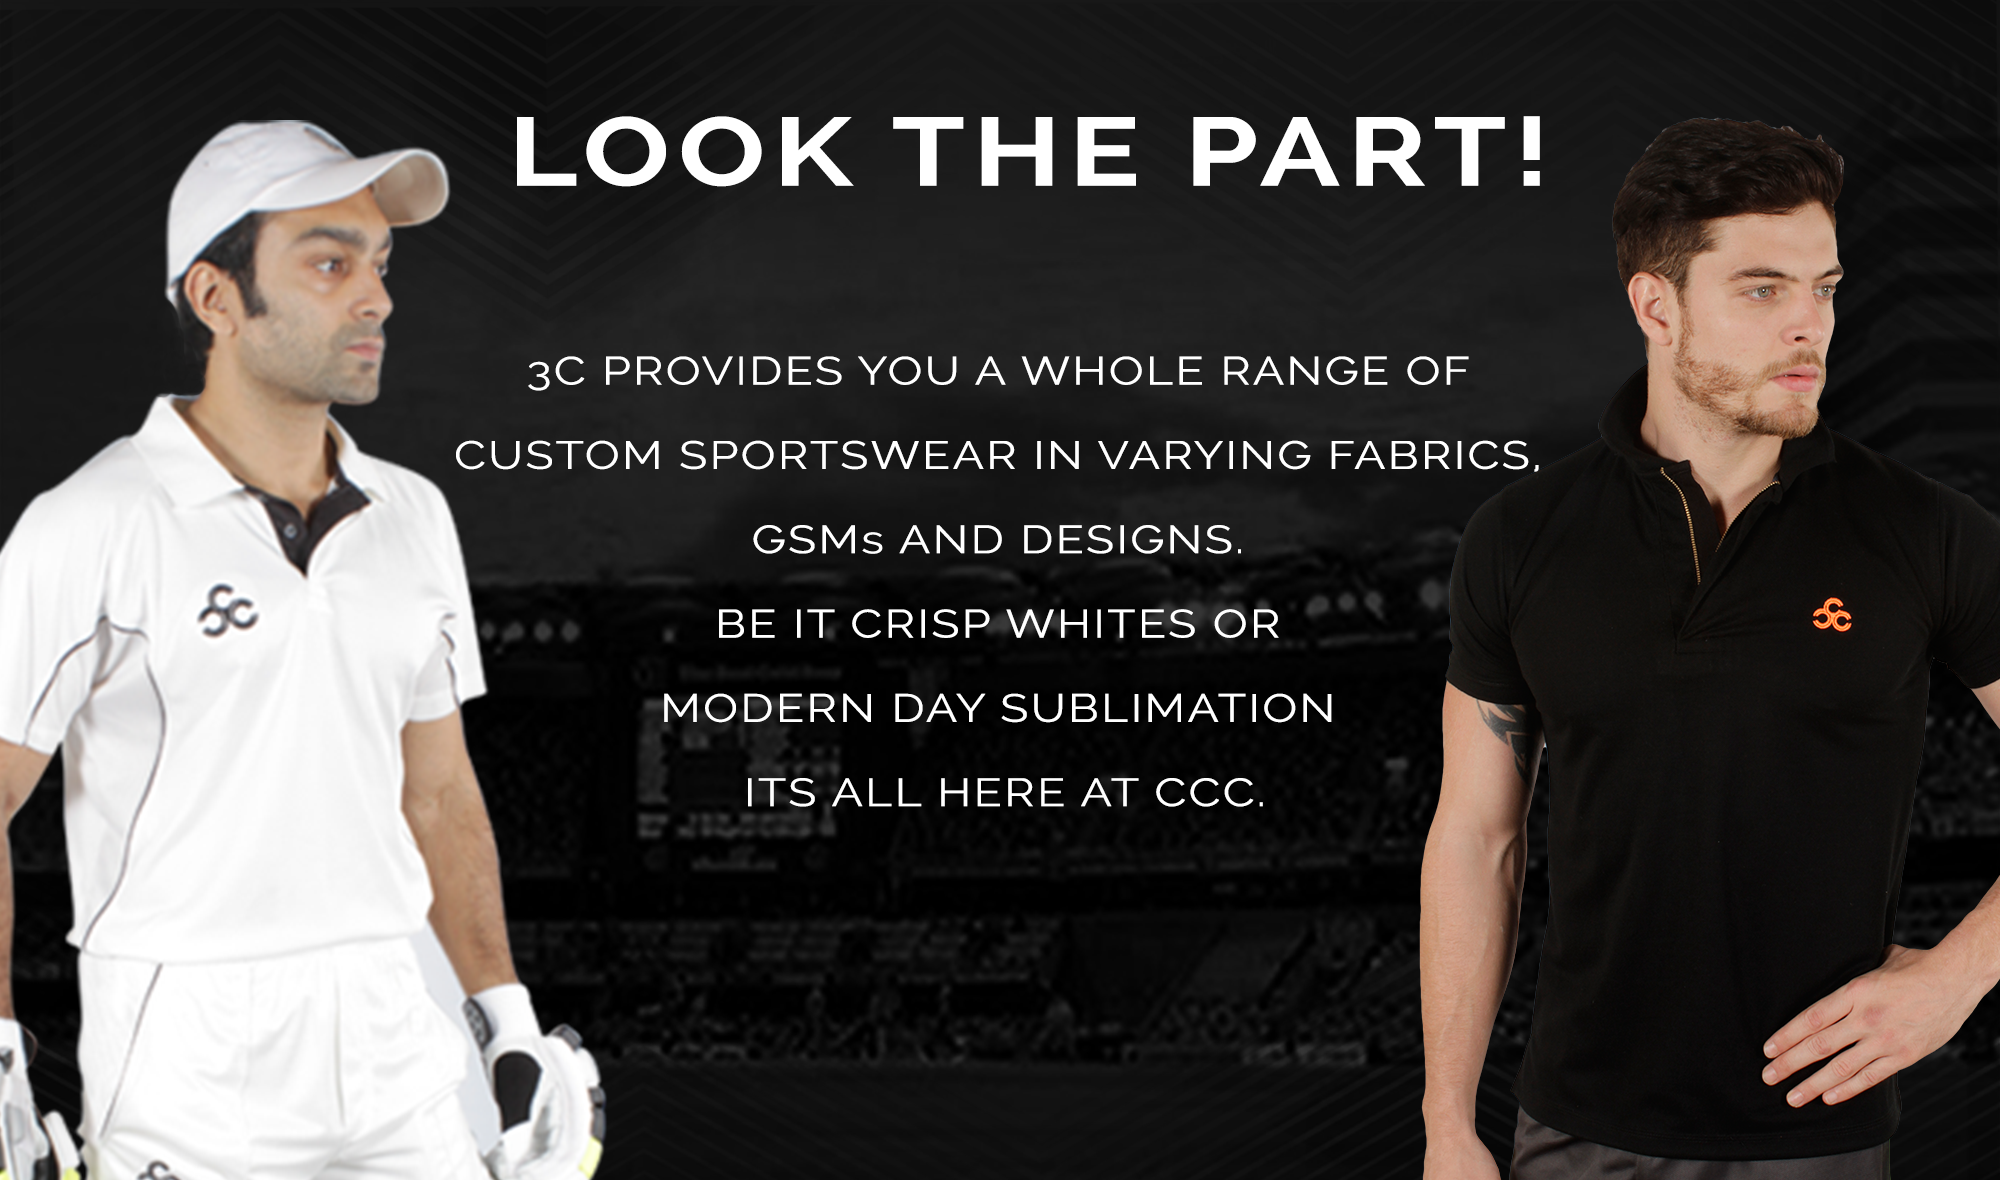 LOOK THE PART!
3C PROVIDES YOU A WHOLE RANGE OF
CUSTOM SPORTSWEAR IN VARYING FABRICS,
GSMs AND DESIGNS.
BE IT CRISP WHITES OR
MODERN DAY SUBLIMATION
ITS ALL HERE AT CCC.